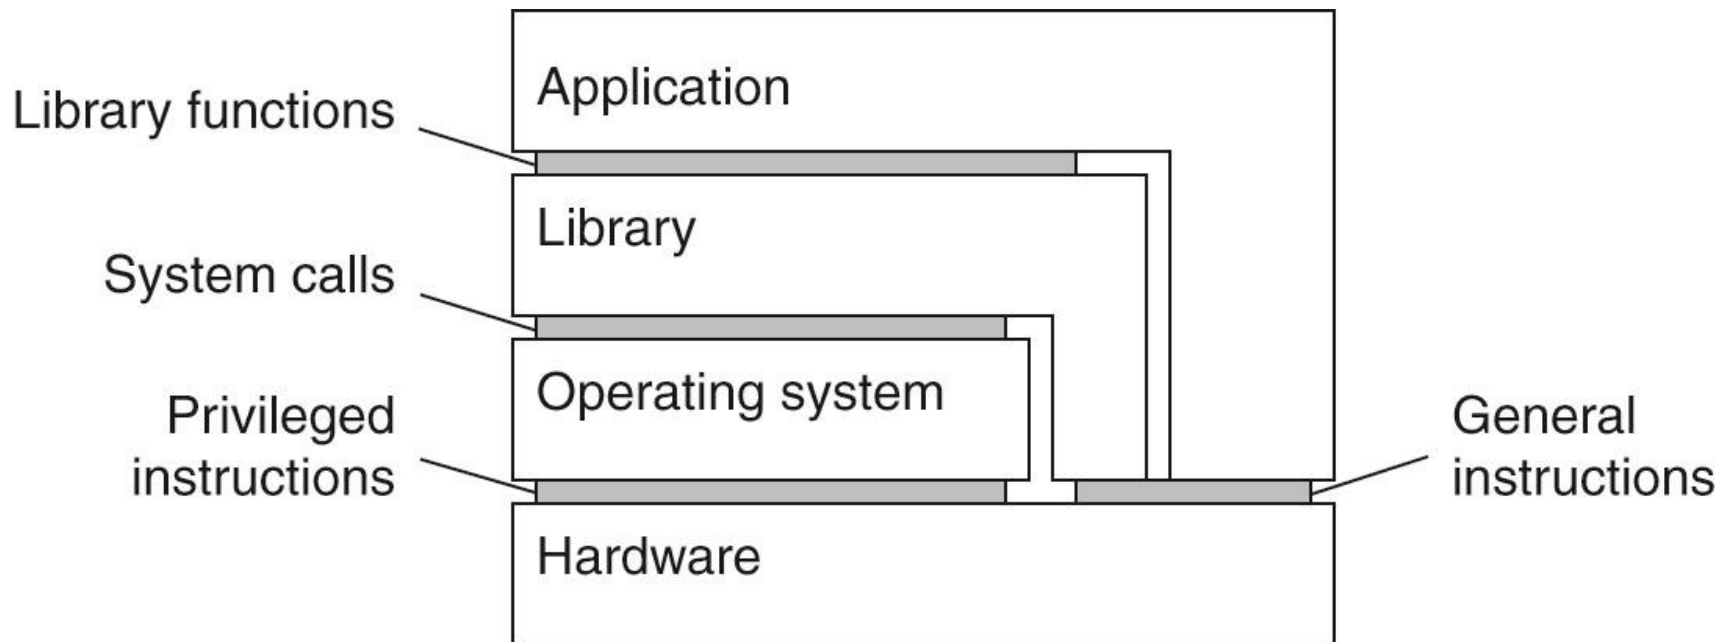 Application
Library functions
Library
System calls
Operating system
Privileged
instructions
General
instructions
Hardware